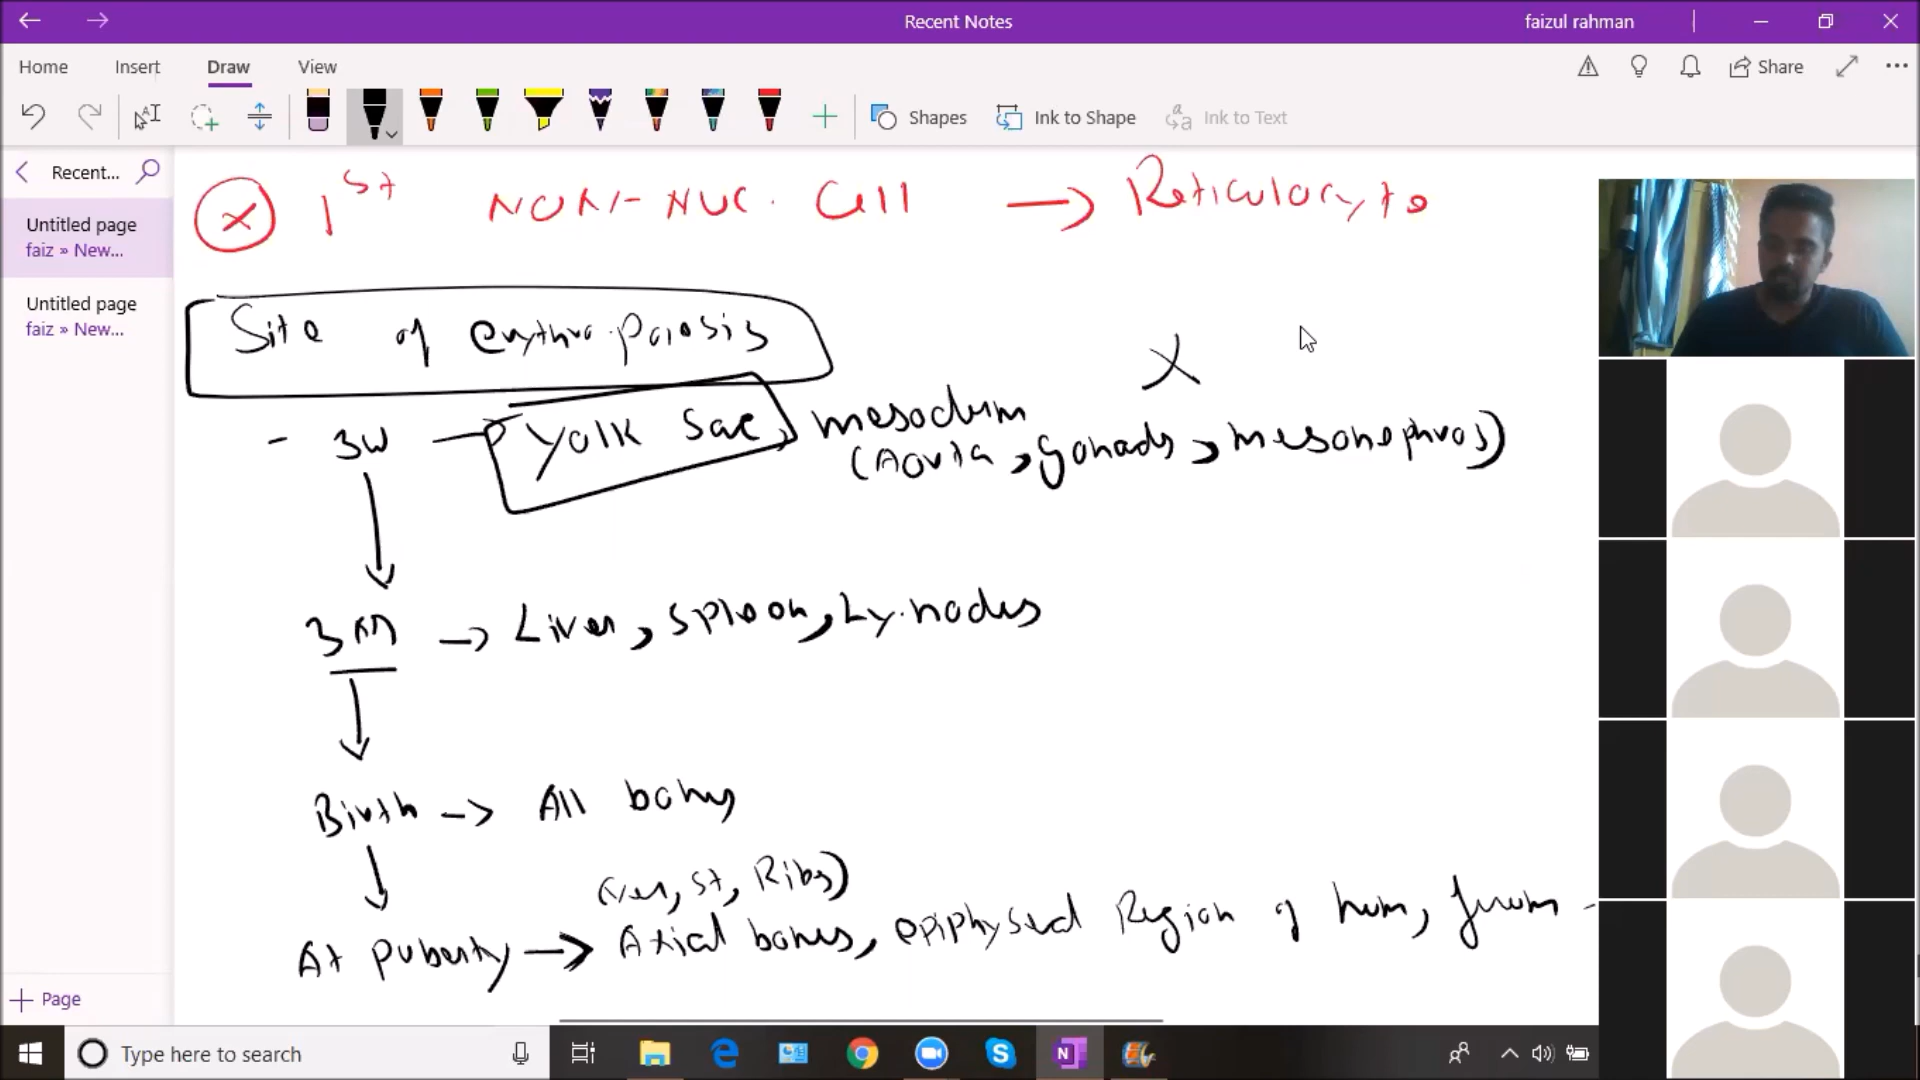 Recent Notes
faizul rahman
Home
Insert
Draw
View
Share
Shapes
Ink to Shape
Ink to Text
Recent...
Untitled page
faiz » New...
Untitled page
faiz » New...
x 1st NON-NUC. Cell → Reticulocyte
Site of erythropoiesis
- 3W → Yolk Sac, mesoderm
(Aorta, gonads, mesonephros)
3M → Liver, Spleen, Ly. nodes
Birth → All bones
(Ver, St, Ribs)
At puberty → Axial bones, epiphyseal Region of hum, femur
Page
Type here to search